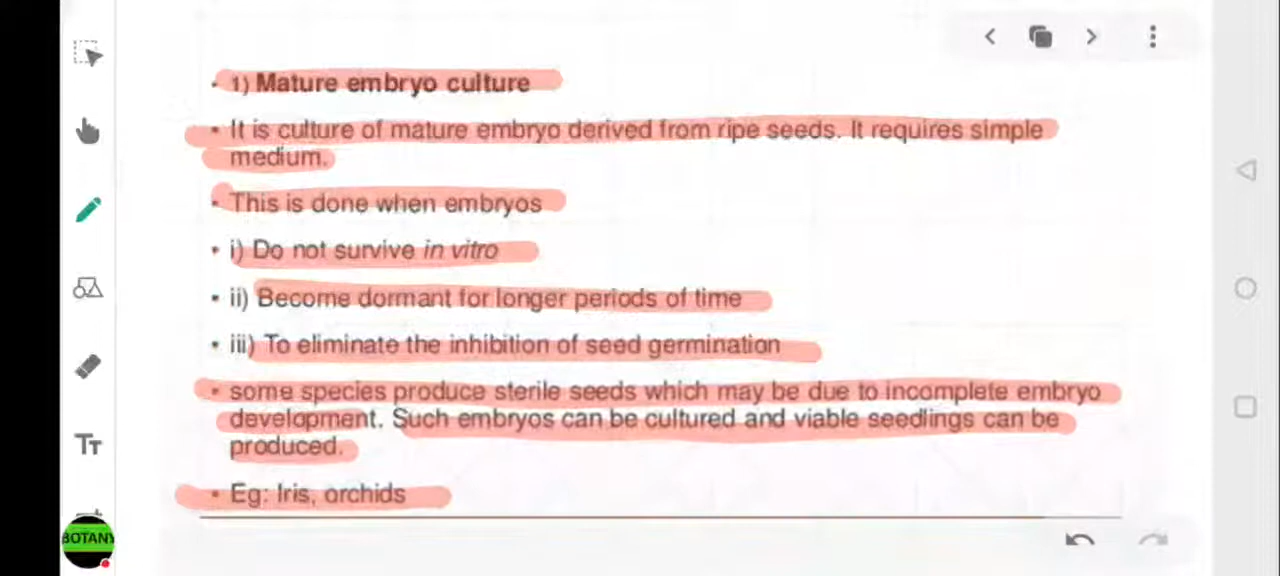 • 1) Mature embryo culture
• It is culture of mature embryo derived from ripe seeds. It requires simple
medium.
• This is done when embryos
• i) Do not survive in vitro
• ii) Become dormant for longer periods of time
• iii) To eliminate the inhibition of seed germination
• some species produce sterile seeds which may be due to incomplete embryo
development. Such embryos can be cultured and viable seedlings can be
produced.
• Eg: Iris, orchids
TT
BOTANY